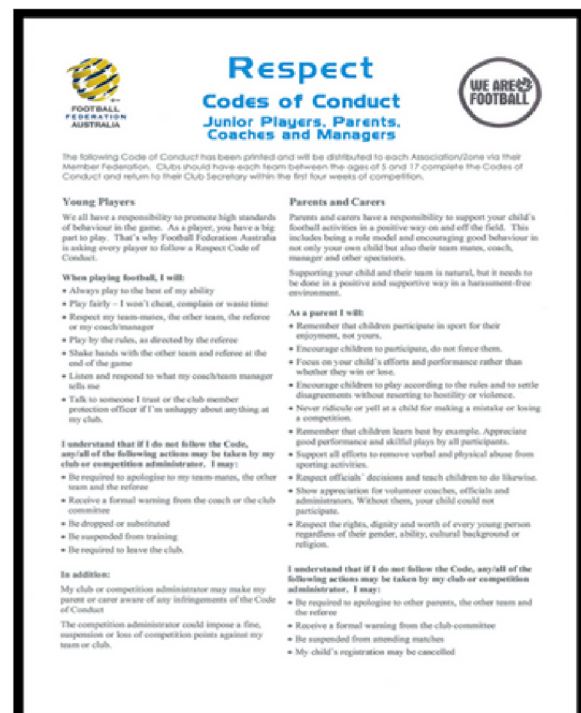 FOOTBALL
FEDERATION
AUSTRALIA
Respect
Codes of Conduct
Junior Players, Parents,
Coaches and Managers
WE ARE
FOOTBALL
The following Code of Conduct has been printed and will be distributed to each Association/Zone via their
Member Federation. Clubs should have each team between the ages of 5 and 17 complete the Codes of
Conduct and return to their Club Secretary within the first four weeks of competition.
Young Players
We all have a responsibility to promote high standards
of behaviour in the game. As a player, you have a big
part to play. That's why Football Federation Australia
is asking every player to follow a Respect Code of
Conduct.
When playing football, I will:
• Always play to the best of my ability
• Play fairly – I won't cheat, complain or waste time
• Respect my team-mates, the other team, the referee
or my coach/manager
• Play by the rules, as directed by the referee
• Shake hands with the other team and referee at the
end of the game
• Listen and respond to what my coach/team manager
tells me
• Talk to someone I trust or the club member
protection officer if I'm unhappy about anything at
my club.
I understand that if I do not follow the Code,
any/all of the following actions may be taken by my
club or competition administrator. I may:
• Be required to apologise to my team-mates, the other
team and the referee
• Receive a formal warning from the coach or the club
committee
• Be dropped or substituted
• Be suspended from training
• Be required to leave the club.
In addition:
My club or competition administrator may make my
parent or carer aware of any infringements of the Code
of Conduct
The competition administrator could impose a fine,
suspension or loss of competition points against my
team or club.
Parents and Carers
Parents and carers have a responsibility to support your child's
football activities in a positive way on and off the field. This
includes being a role model and encouraging good behaviour in
not only your own child but also their team mates, coach,
manager and other spectators.
Supporting your child and their team is natural, but it needs to
be done in a positive and supportive way in a harassment-free
environment.
As a parent I will:
• Remember that children participate in sport for their
enjoyment, not yours.
• Encourage children to participate, do not force them.
• Focus on your child's efforts and performance rather than
whether they win or lose.
• Encourage children to play according to the rules and to settle
disagreements without resorting to hostility or violence.
• Never ridicule or yell at a child for making a mistake or losing
a competition.
• Remember that children learn best by example. Appreciate
good performance and skilful plays by all participants.
• Support all efforts to remove verbal and physical abuse from
sporting activities.
• Respect officials' decisions and teach children to do likewise.
• Show appreciation for volunteer coaches, officials and
administrators. Without them, your child could not
participate.
• Respect the rights, dignity and worth of every young person
regardless of their gender, ability, cultural background or
religion.
I understand that if I do not follow the Code, any/all of the
following actions may be taken by my club or competition
administrator. I may:
• Be required to apologise to other parents, the other team and
the referee
• Receive a formal warning from the club committee
• Be suspended from attending matches
• My child's registration may be cancelled